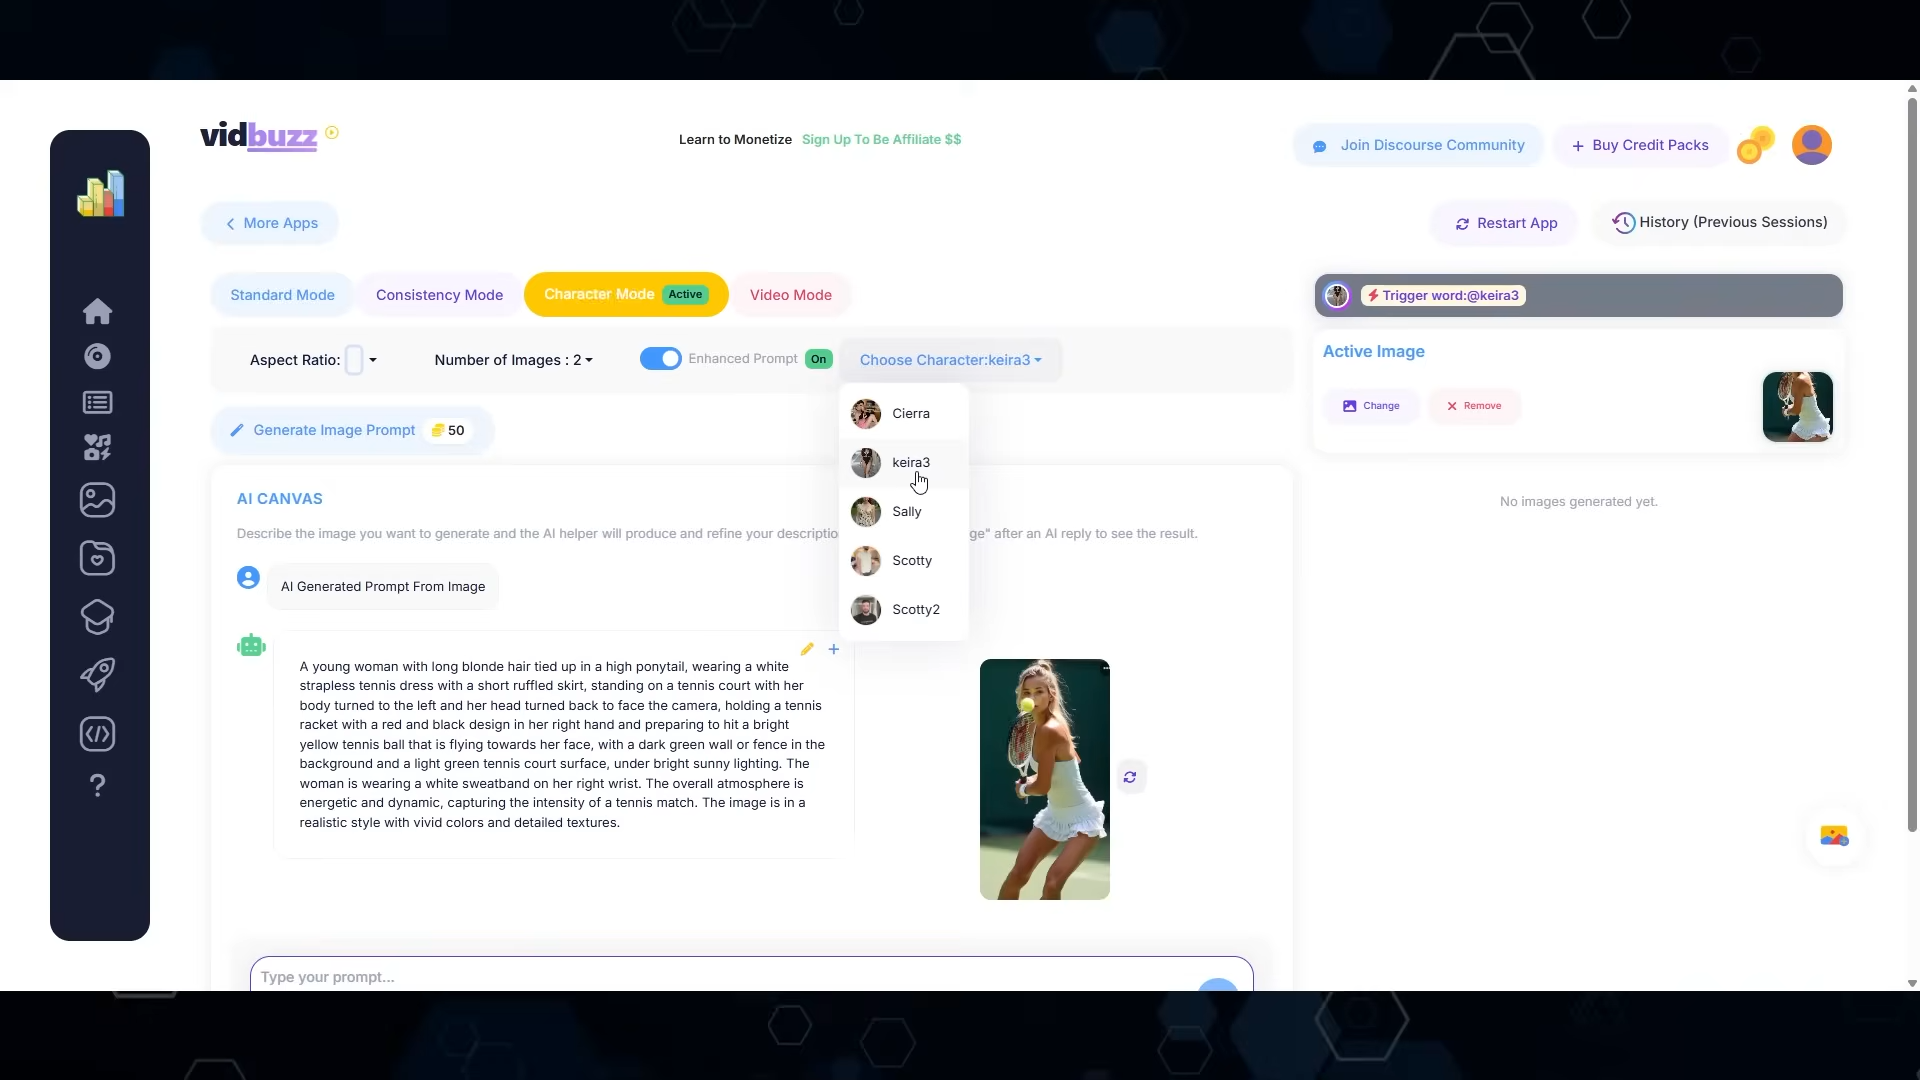 vidbuzz
Learn to Monetize Sign Up To Be Affiliate $$
Join Discourse Community
+ Buy Credit Packs
More Apps
Restart App
History (Previous Sessions)
Standard Mode
Consistency Mode
Character Mode Active
Video Mode
Trigger word:@keira3
Aspect Ratio:
Number of Images : 2
Enhanced Prompt On
Choose Character:keira3
Active Image
Change
Remove
Cierra
keira3
Sally
Scotty
Scotty2
Generate Image Prompt 50
No images generated yet.
AI CANVAS
Describe the image you want to generate and the AI helper will produce and refine your descriptio ge" after an AI reply to see the result.
AI Generated Prompt From Image
A young woman with long blonde hair tied up in a high ponytail, wearing a white
strapless tennis dress with a short ruffled skirt, standing on a tennis court with her
body turned to the left and her head turned back to face the camera, holding a tennis
racket with a red and black design in her right hand and preparing to hit a bright
yellow tennis ball that is flying towards her face, with a dark green wall or fence in the
background and a light green tennis court surface, under bright sunny lighting. The
woman is wearing a white sweatband on her right wrist. The overall atmosphere is
energetic and dynamic, capturing the intensity of a tennis match. The image is in a
realistic style with vivid colors and detailed textures.
Type your prompt...